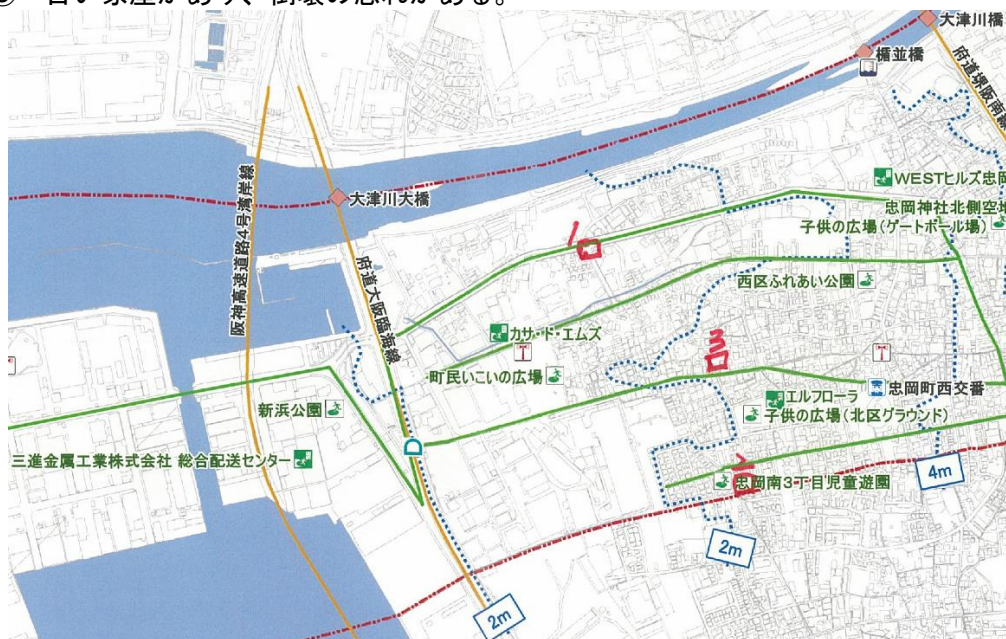 古い家屋があり、倒壊の恐れがある。
大津川橋
楯並橋
府道堺阪南線
阪神高速道路4号湾岸線
大津川大橋
府道大阪臨海線
WESTヒルズ忠岡
忠岡神社北側空地
子供の広場(ゲートボール場)
1
西区ふれあい公園
カサ・ド・エムズ
3
町民いこいの広場
エルフローラ
忠岡町西交番
新浜公園
子供の広場(北区グラウンド)
D
三進金属工業株式会社 総合配送センター
忠岡南3丁目児童遊園
4m
2m
2m